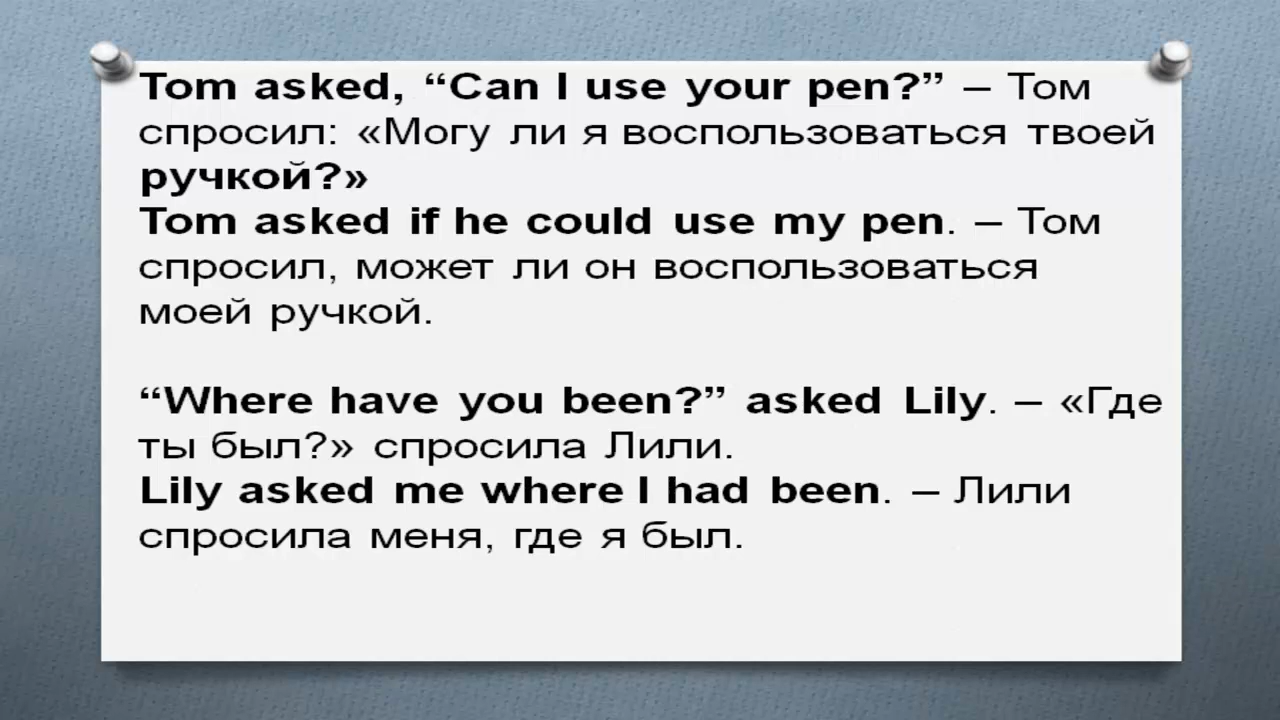 Tom asked, “Can I use your pen?” – Том
спросил: «Могу ли я воспользоваться твоей
ручкой?»
Tom asked if he could use my pen. – Том
спросил, может ли он воспользоваться
моей ручкой.
“Where have you been?” asked Lily. – «Где
ты был?» спросила Лили.
Lily asked me where I had been. – Лили
спросила меня, где я был.